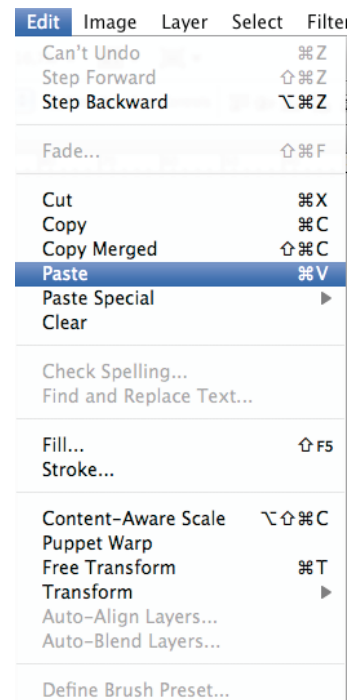 Edit Image Layer Select Filter
Can't Undo ⌘Z
Step Forward ⇧⌘Z
Step Backward ⌥⌘Z
Fade... ⇧⌘F
Cut ⌘X
Copy ⌘C
Copy Merged ⇧⌘C
Paste ⌘V
Paste Special ▶
Clear
Check Spelling...
Find and Replace Text...
Fill... ⇧F5
Stroke...
Content-Aware Scale ⌥⇧⌘C
Puppet Warp
Free Transform ⌘T
Transform ▶
Auto-Align Layers...
Auto-Blend Layers...
Define Brush Preset...